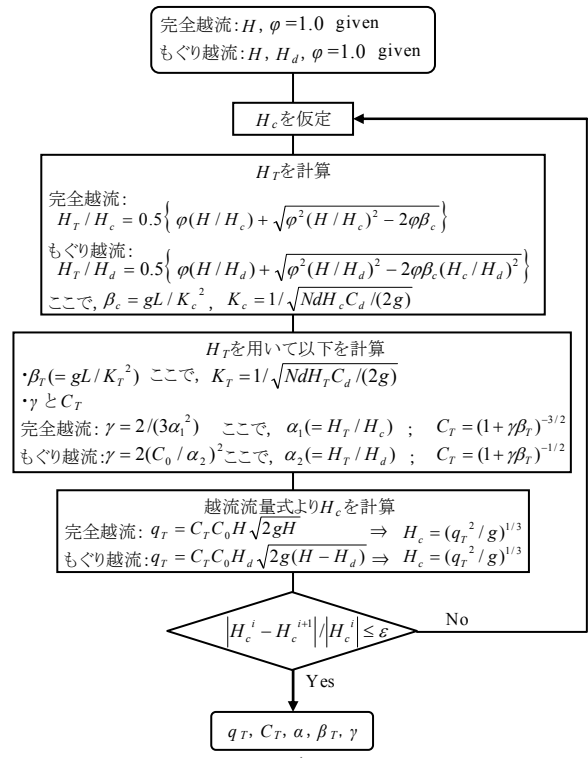 完全越流:H, φ=1.0 given
もぐり越流:H, H_d, φ=1.0 given
H_cを仮定
H_Tを計算
完全越流:
H_T/H_c = 0.5{φ(H/H_c) + √(φ²(H/H_c)² − 2φβ_c)}
もぐり越流:
H_T/H_d = 0.5{φ(H/H_d) + √(φ²(H/H_d)² − 2φβ_c(H_c/H_d)²)}
ここで, β_c = gL/K_c², K_c = 1/√(NdH_cC_d/(2g))
H_Tを用いて以下を計算
・β_T(= gL/K_T²) ここで, K_T = 1/√(NdH_TC_d/(2g))
・γ とC_T
完全越流: γ = 2/(3α₁²) ここで, α₁(= H_T/H_c) ; C_T = (1+γβ_T)^{-3/2}
もぐり越流:γ = 2(C_0/α₂)² ここで, α₂(= H_T/H_d) ; C_T = (1+γβ_T)^{-1/2}
越流流量式よりH_cを計算
完全越流: q_T = C_TC_0H√(2gH) ⇒ H_c = (q_T²/g)^{1/3}
もぐり越流:q_T = C_TC_0H_d√(2g(H−H_d)) ⇒ H_c = (q_T²/g)^{1/3}
|H_c^i − H_c^{i+1}|/|H_c^i| ≤ ε
No
Yes
q_T, C_T, α, β_T, γ